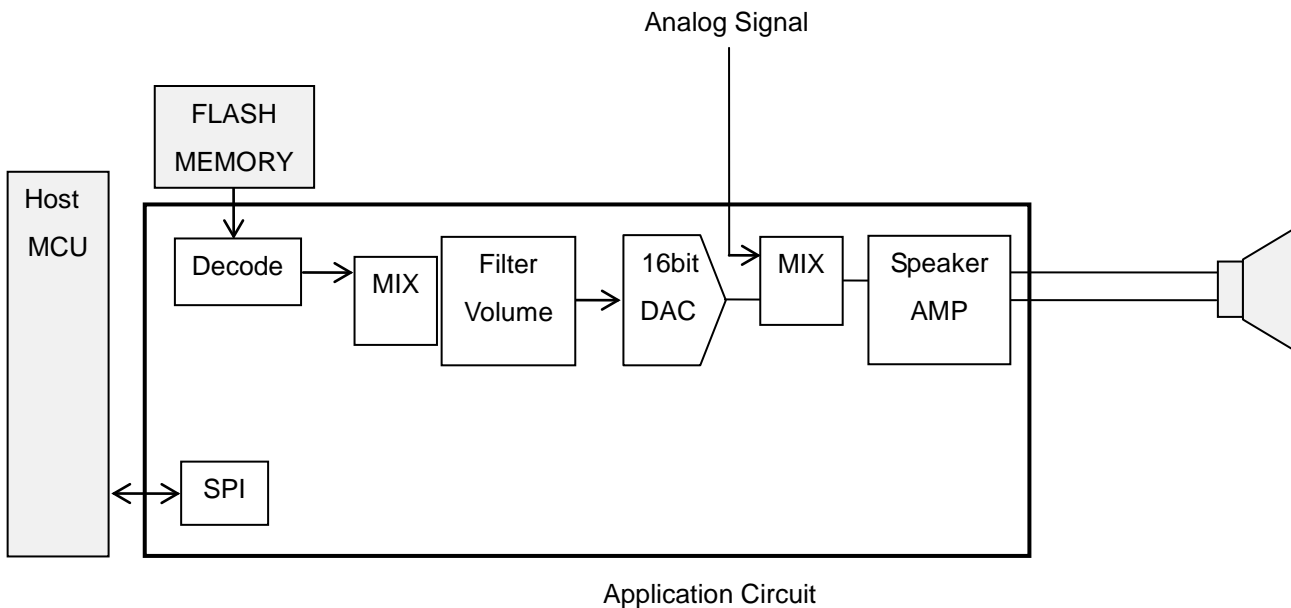 Analog Signal
FLASH
MEMORY
Host
MCU
Decode
MIX
Filter
Volume
16bit
DAC
MIX
Speaker
AMP
SPI
Application Circuit